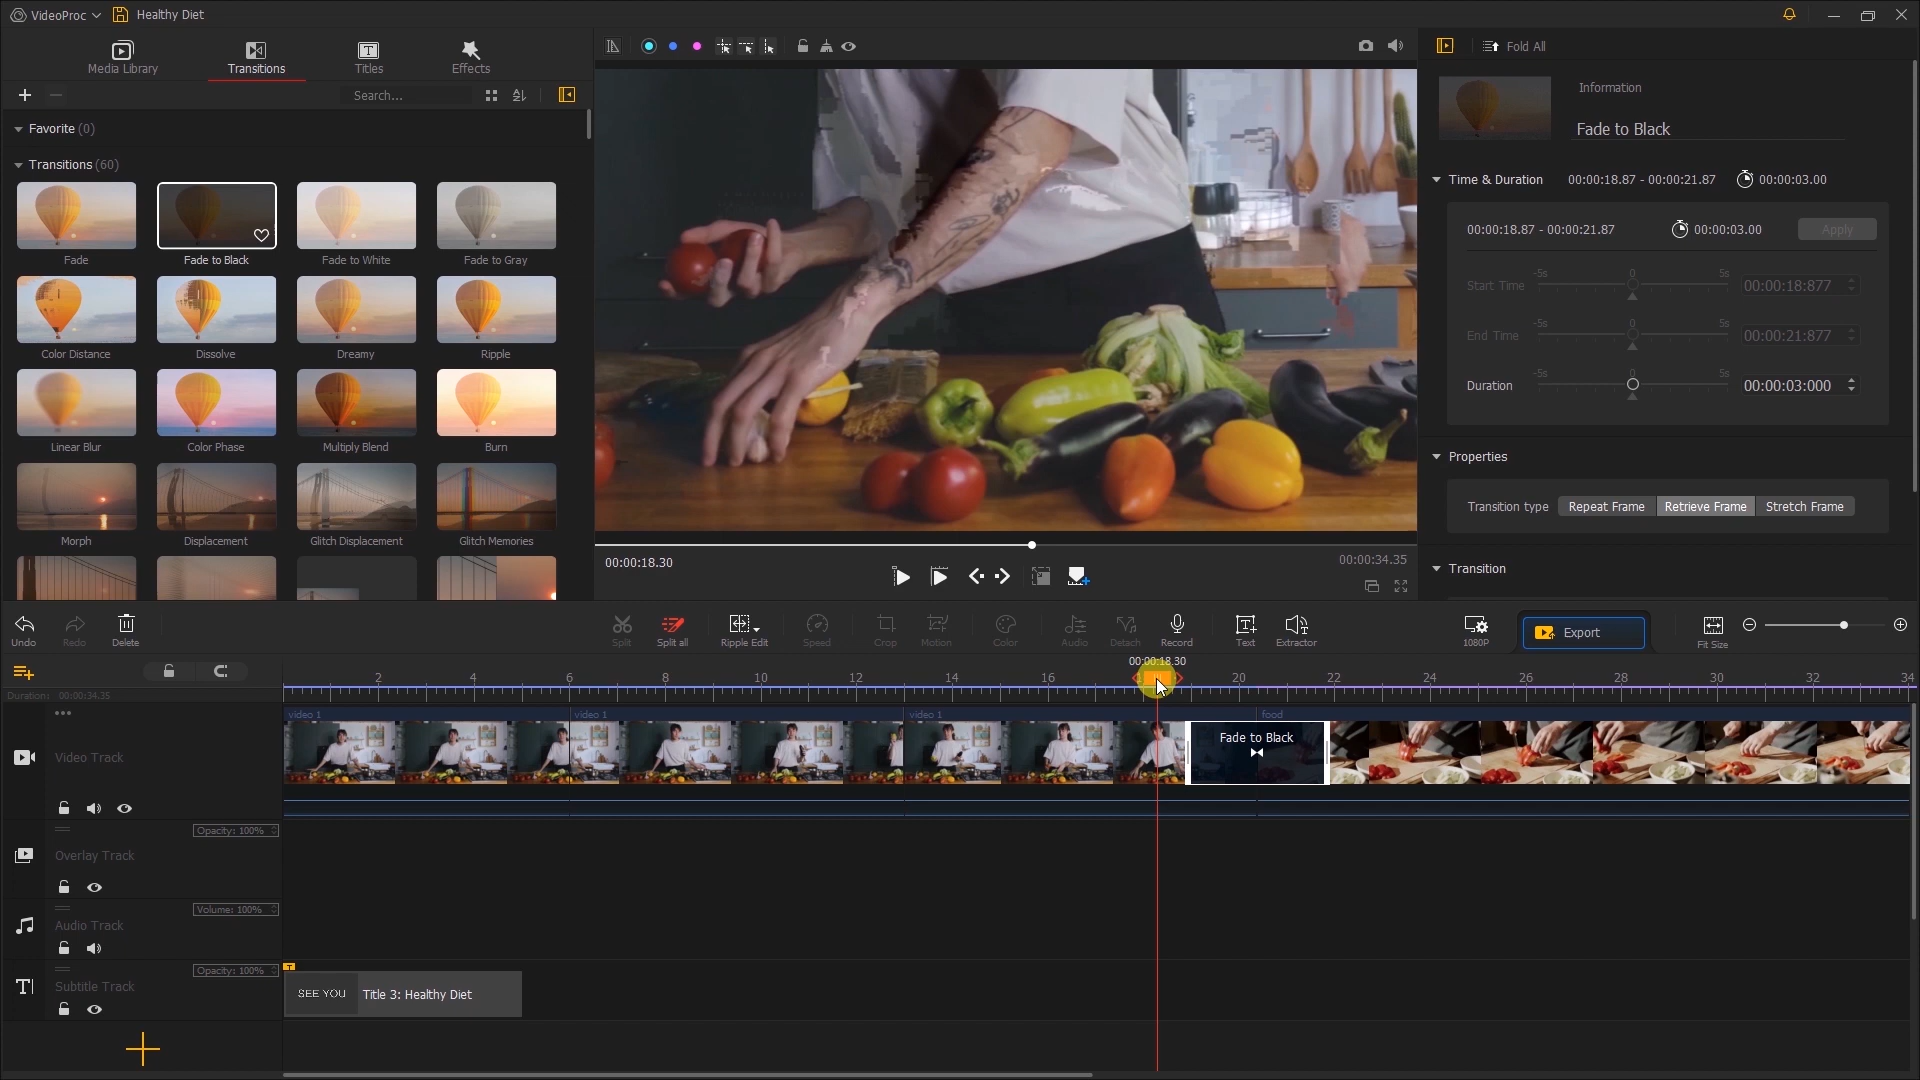 VideoProc
Healthy Diet
Media Library
Transitions
Titles
Effects
Search...
Favorite (0)
Transitions (60)
Fade
Fade to Black
Fade to White
Fade to Gray
Color Distance
Dissolve
Dreamy
Ripple
Linear Blur
Color Phase
Multiply Blend
Burn
Morph
Displacement
Glitch Displacement
Glitch Memories
00:00:18.30
00:00:34.35
Fold All
Information
Fade to Black
Time & Duration 00:00:18.87 - 00:00:21.87 00:00:03.00
00:00:18.87 - 00:00:21.87 00:00:03.00 Apply
-5s 0 5s
Start Time 00:00:18:877
-5s 0 5s
End Time 00:00:21:877
-5s 0 5s
Duration 00:00:03:000
Properties
Transition type Repeat Frame Retrieve Frame Stretch Frame
Transition
Undo
Redo
Delete
Split
Split all
Ripple Edit
Speed
Crop
Motion
Color
Audio
Detach
Record
Text
Extractor
1080P
Export
Fit Size
00:00:18.30
2 4 6 8 10 12 14 16 20 22 24 26 28 30 32 34
Duration: 00:00:34.35
video 1
video 1
video 1
food
Video Track
Fade to Black
Opacity: 100%
Overlay Track
Volume: 100%
Audio Track
Opacity: 100%
Subtitle Track
T
SEE YOU
Title 3: Healthy Diet